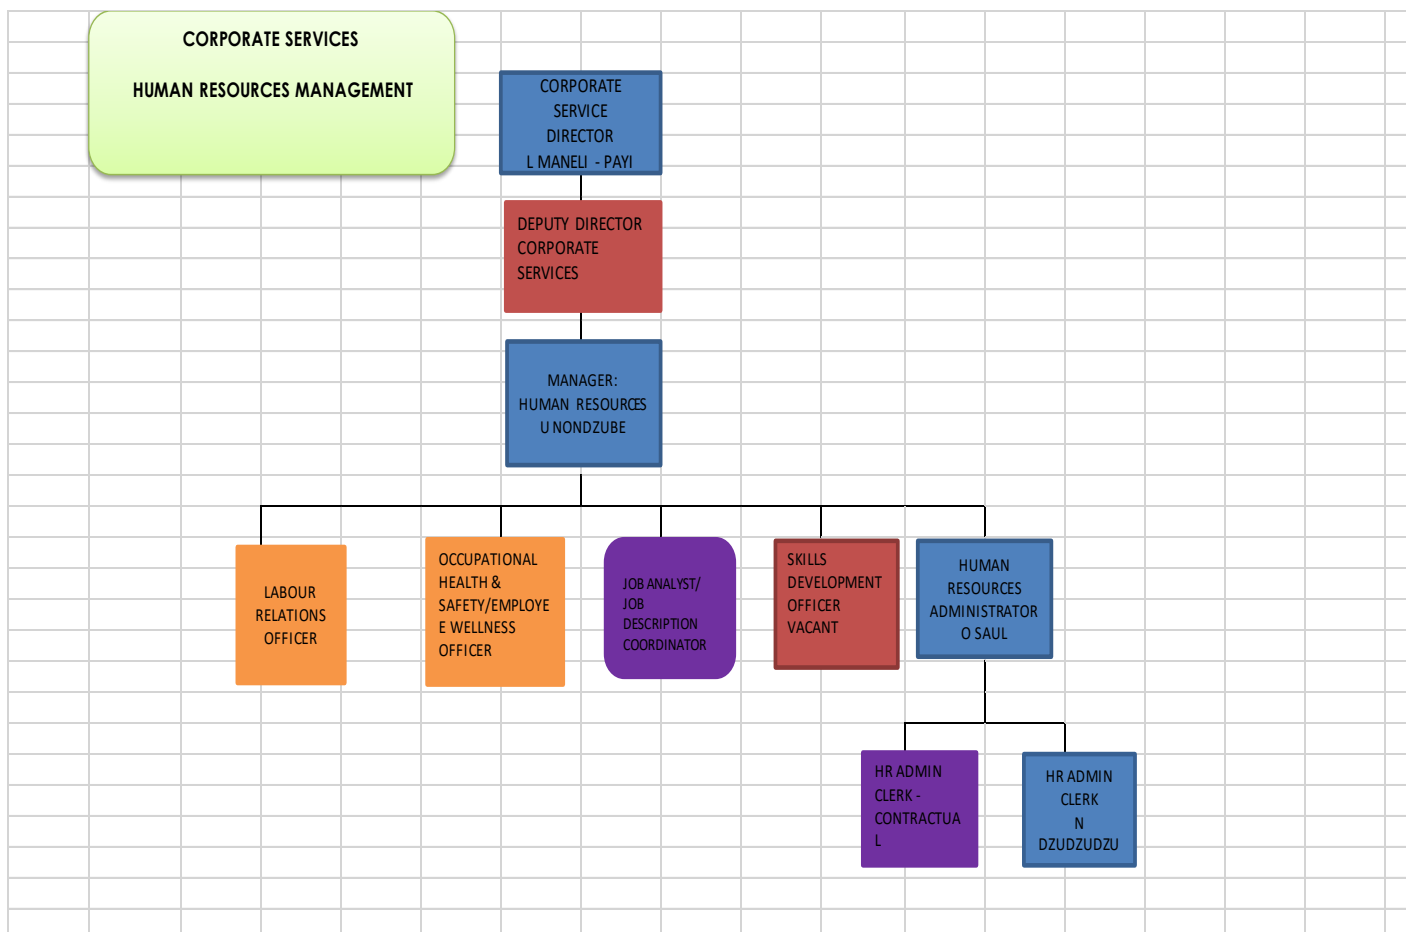 CORPORATE SERVICES
HUMAN RESOURCES MANAGEMENT
CORPORATE
SERVICE
DIRECTOR
L MANELI - PAYI
DEPUTY DIRECTOR
CORPORATE
SERVICES
MANAGER:
HUMAN RESOURCES
U NONDZUBE
LABOUR
RELATIONS
OFFICER
OCCUPATIONAL
HEALTH &
SAFETY/EMPLOYE
E WELLNESS
OFFICER
JOB ANALYST/
JOB
DESCRIPTION
COORDINATOR
SKILLS
DEVELOPMENT
OFFICER
VACANT
HUMAN
RESOURCES
ADMINISTRATOR
O SAUL
HR ADMIN
CLERK -
CONTRACTUA
L
HR ADMIN
CLERK
N
DZUDZUDZU